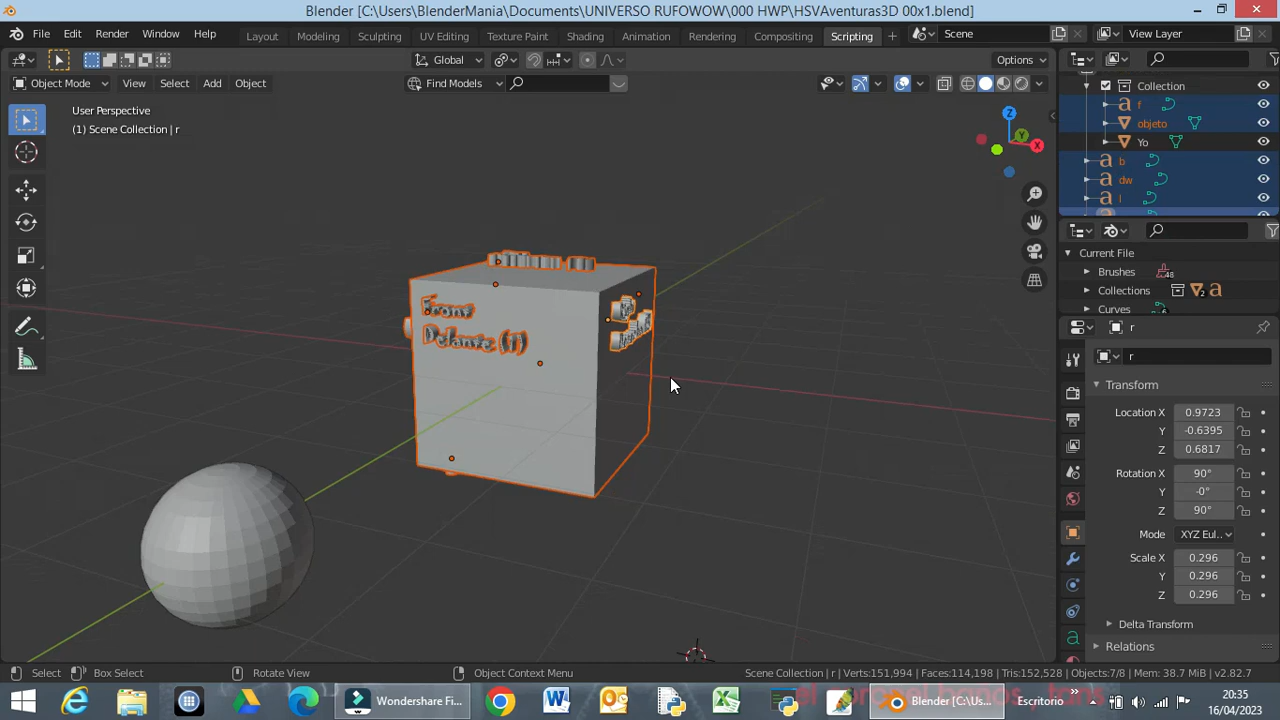 Blender [C:\Users\BlenderMania\Documents\UNIVERSO RUFOWOW\000 HWP\HSVAventuras3D 00x1.blend]
File Edit Render Window Help Layout Modeling Sculpting UV Editing Texture Paint Shading Animation Rendering Compositing Scripting Scene View Layer
Global Options
Object Mode View Select Add Object Find Models
User Perspective
(1) Scene Collection | r
Z
Y
X
Collection
f
objeto
Yo
b
dw
l
Current File
Brushes 48
Collections 2
Curves 6
r
r
Transform
Location X 0.9723
Y -0.6395
Z 0.6817
Rotation X 90°
Y -0°
Z 90°
Mode XYZ Eul..
Scale X 0.296
Y 0.296
Z 0.296
Delta Transform
Relations
Front
Delante (1)
Select Box Select Rotate View Object Context Menu Scene Collection | r | Verts:151,994 | Faces:114,198 | Tris:152,528 | Objects:7/8 | Mem: 38.7 MiB | v2.82.7
Wondershare Fi... Blender [C:\Us... Escritorio
20:35
16/04/2023